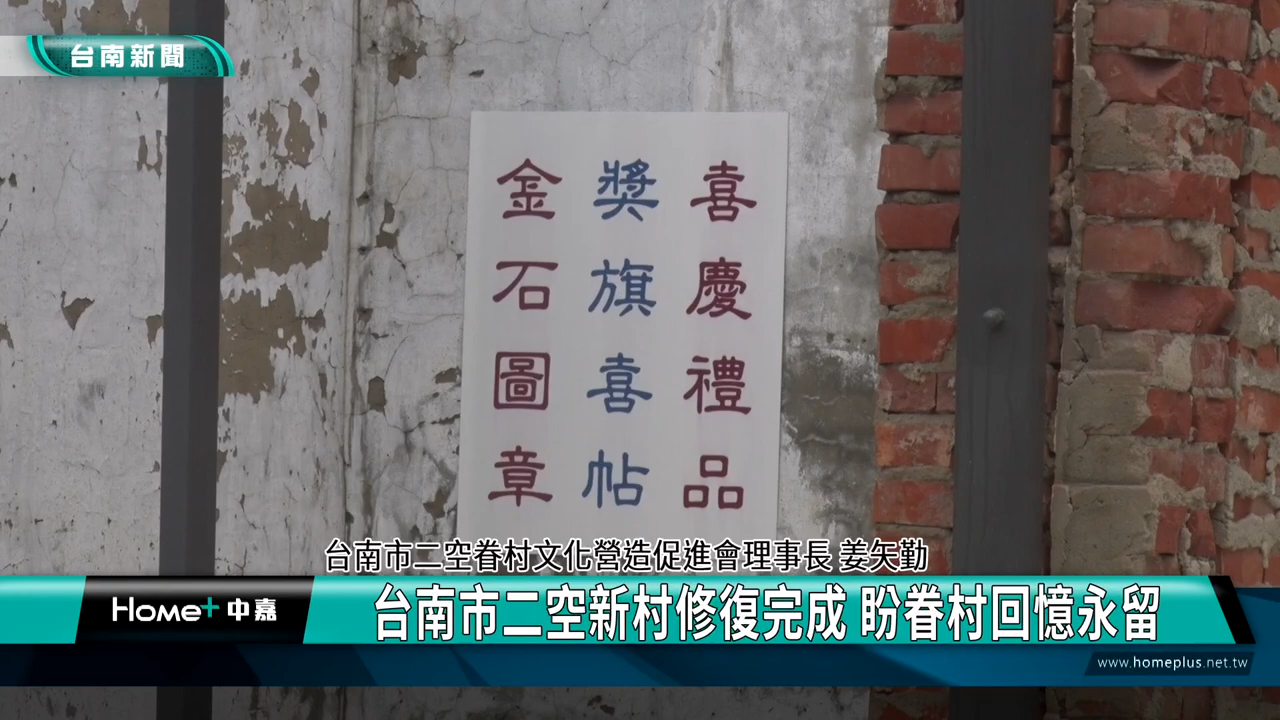 台南新聞
喜慶禮品
獎旗喜帖
金石圖章
台南市二空眷村文化營造促進會理事長 姜矢勤
Home+ 中嘉
台南市二空新村修復完成 盼眷村回憶永留
www.homeplus.net.tw